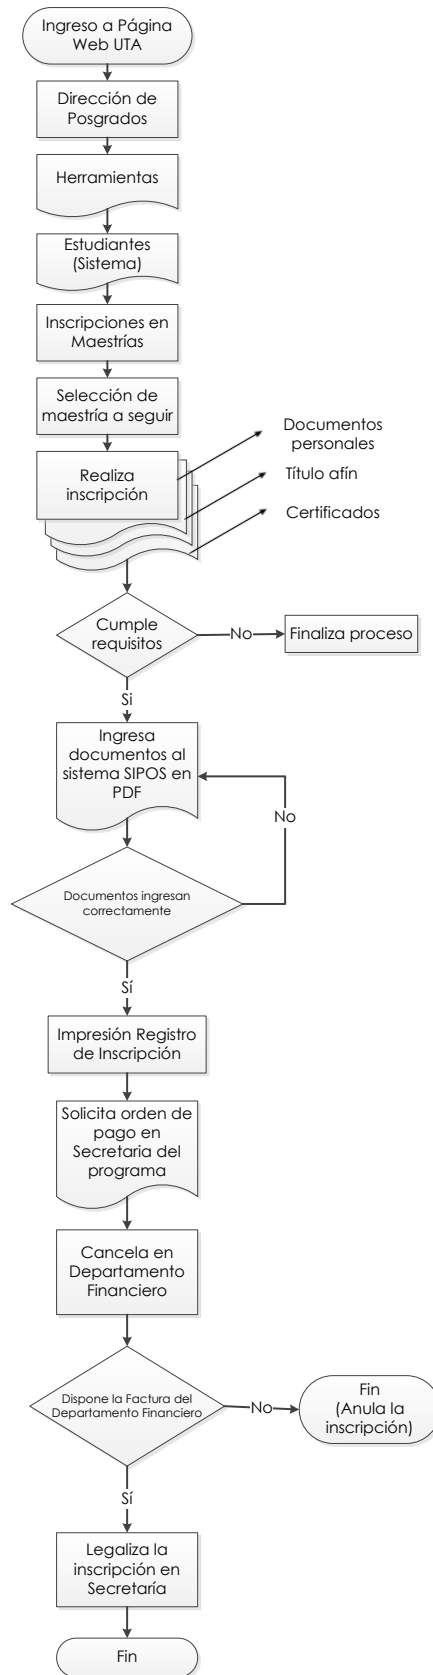 Ingreso a Página
Web UTA
Dirección de
Posgrados
Herramientas
Estudiantes
(Sistema)
Inscripciones en
Maestrías
Selección de
maestría a seguir
Realiza
inscripción
Documentos
personales
Título afín
Certificados
Cumple
requisitos
No
Finaliza proceso
Si
Ingresa
documentos al
sistema SIPOS en
PDF
No
Documentos ingresan
correctamente
Sí
Impresión Registro
de Inscripción
Solicita orden de
pago en
Secretaria del
programa
Cancela en
Departamento
Financiero
Dispone la Factura del
Departamento Financiero
No
Fin
(Anula la
inscripción)
Sí
Legaliza la
inscripción en
Secretaría
Fin